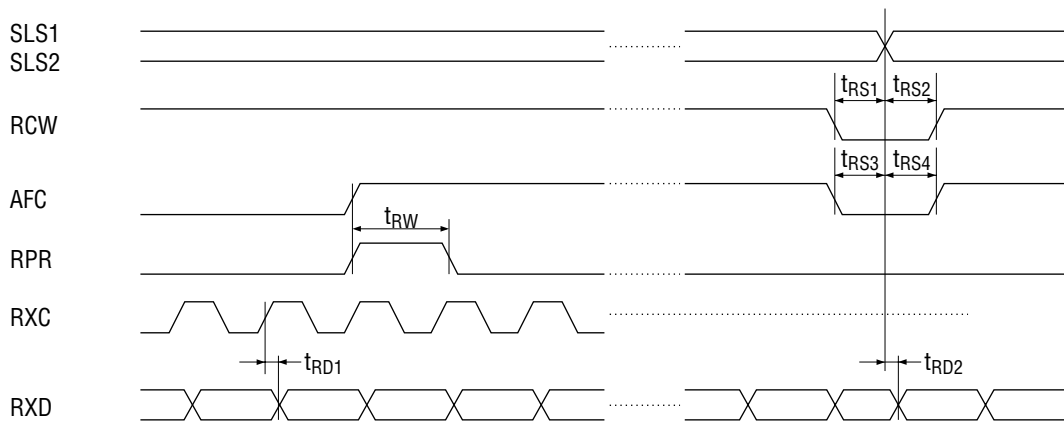 SLS1
SLS2
tRS1 tRS2
RCW
tRS3 tRS4
AFC
tRW
RPR
RXC
tRD1 tRD2
RXD